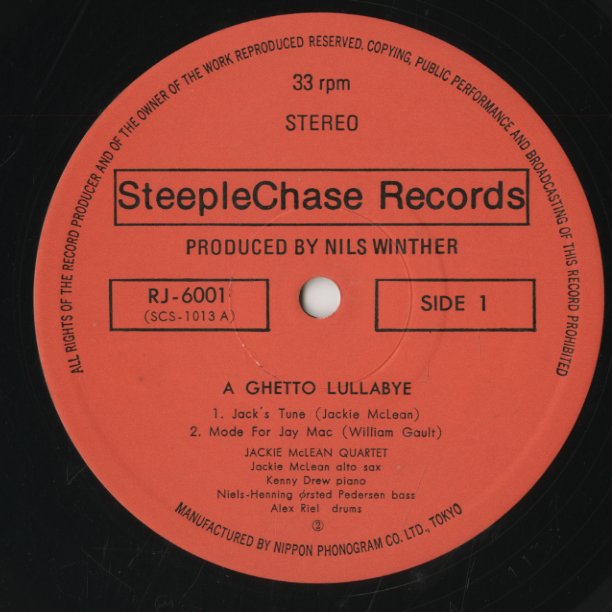 ALL RIGHTS OF THE RECORD PRODUCER AND OF THE OWNER OF THE WORK REPRODUCED RESERVED. COPYING, PUBLIC PERFORMANCE AND BROADCASTING OF THIS RECORD PROHIBITED
33 rpm
STEREO
SteepleChase Records
PRODUCED BY NILS WINTHER
RJ-6001
(SCS-1013 A)
SIDE 1
A GHETTO LULLABYE
1. Jack's Tune (Jackie McLean)
2. Mode For Jay Mac (William Gault)
JACKIE McLEAN QUARTET
Jackie McLean alto sax
Kenny Drew piano
Niels-Henning ørsted Pedersen bass
Alex Riel drums
②
MANUFACTURED BY NIPPON PHONOGRAM CO. LTD., TOKYO